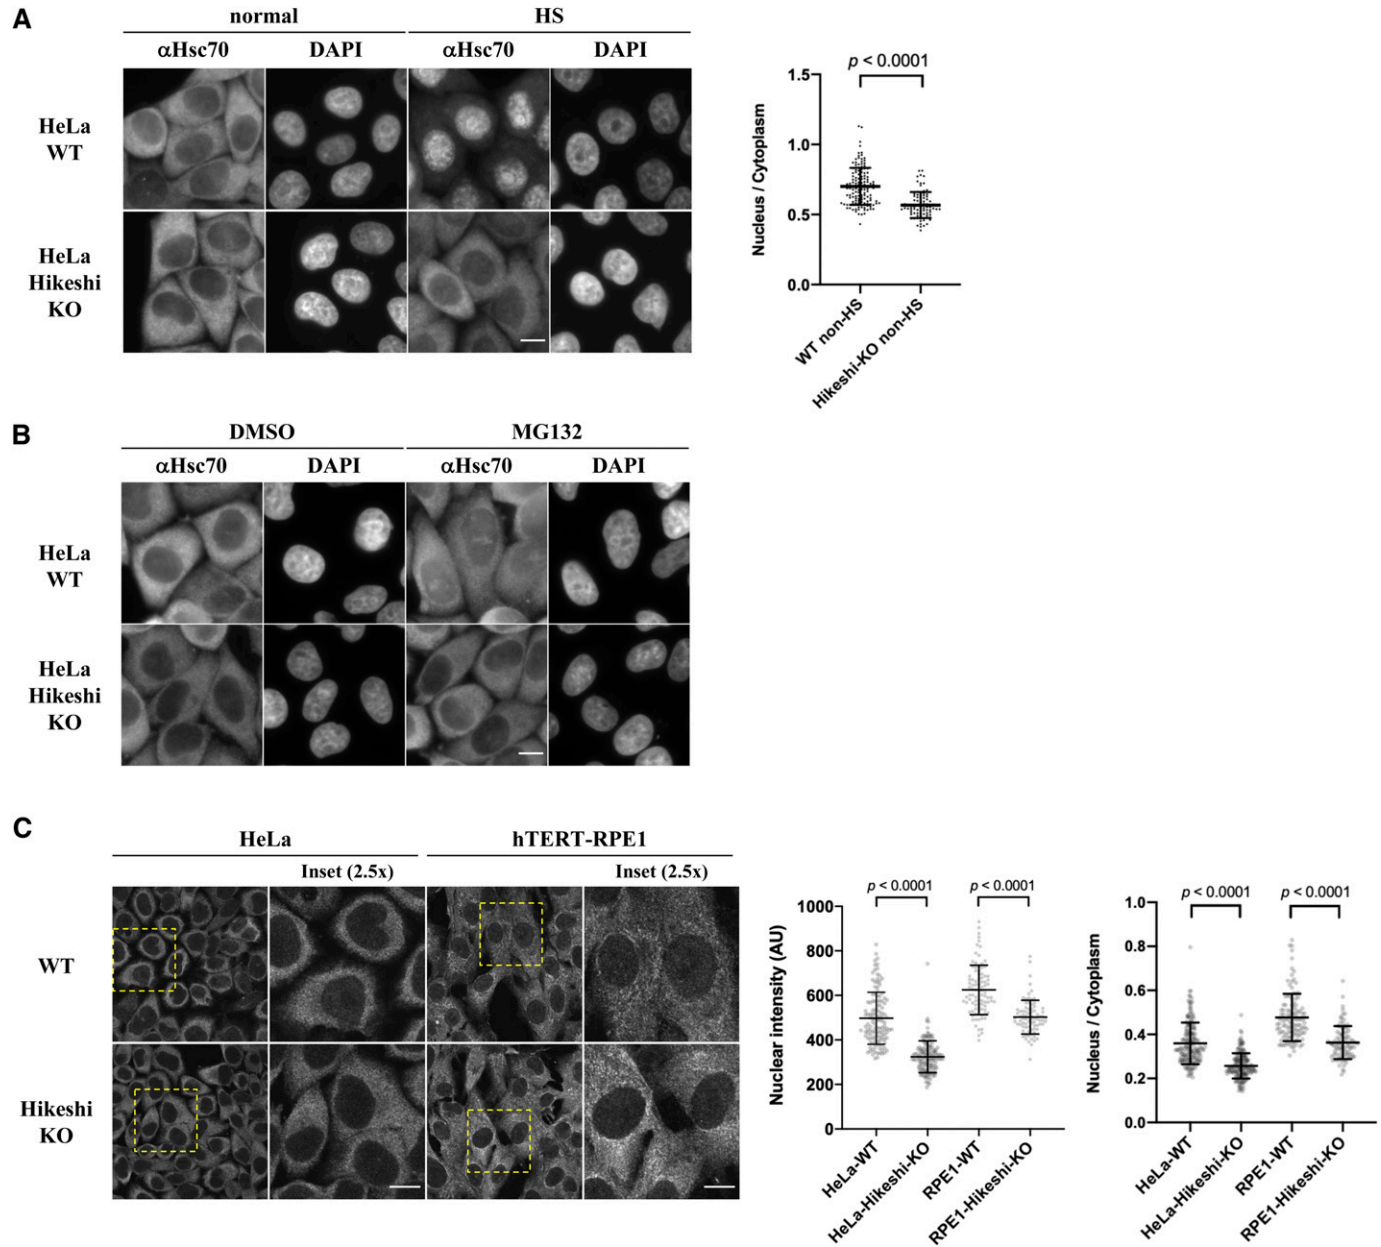 A
normal HS
αHsc70 DAPI αHsc70 DAPI
HeLa
WT
HeLa
Hikeshi
KO
p < 0.0001
Nucleus / Cytoplasm
1.5
1.0
0.5
0.0
WT non-HS
Hikeshi-KO non-HS
B
DMSO MG132
αHsc70 DAPI αHsc70 DAPI
HeLa
WT
HeLa
Hikeshi
KO
C
HeLa hTERT-RPE1
Inset (2.5x) Inset (2.5x)
WT
Hikeshi
KO
p < 0.0001 p < 0.0001
Nuclear intensity (AU)
1000
800
600
400
200
0
HeLa-WT
HeLa-Hikeshi-KO
RPE1-WT
RPE1-Hikeshi-KO
p < 0.0001 p < 0.0001
Nucleus / Cytoplasm
1.0
0.8
0.6
0.4
0.2
0.0
HeLa-WT
HeLa-Hikeshi-KO
RPE1-WT
RPE1-Hikeshi-KO